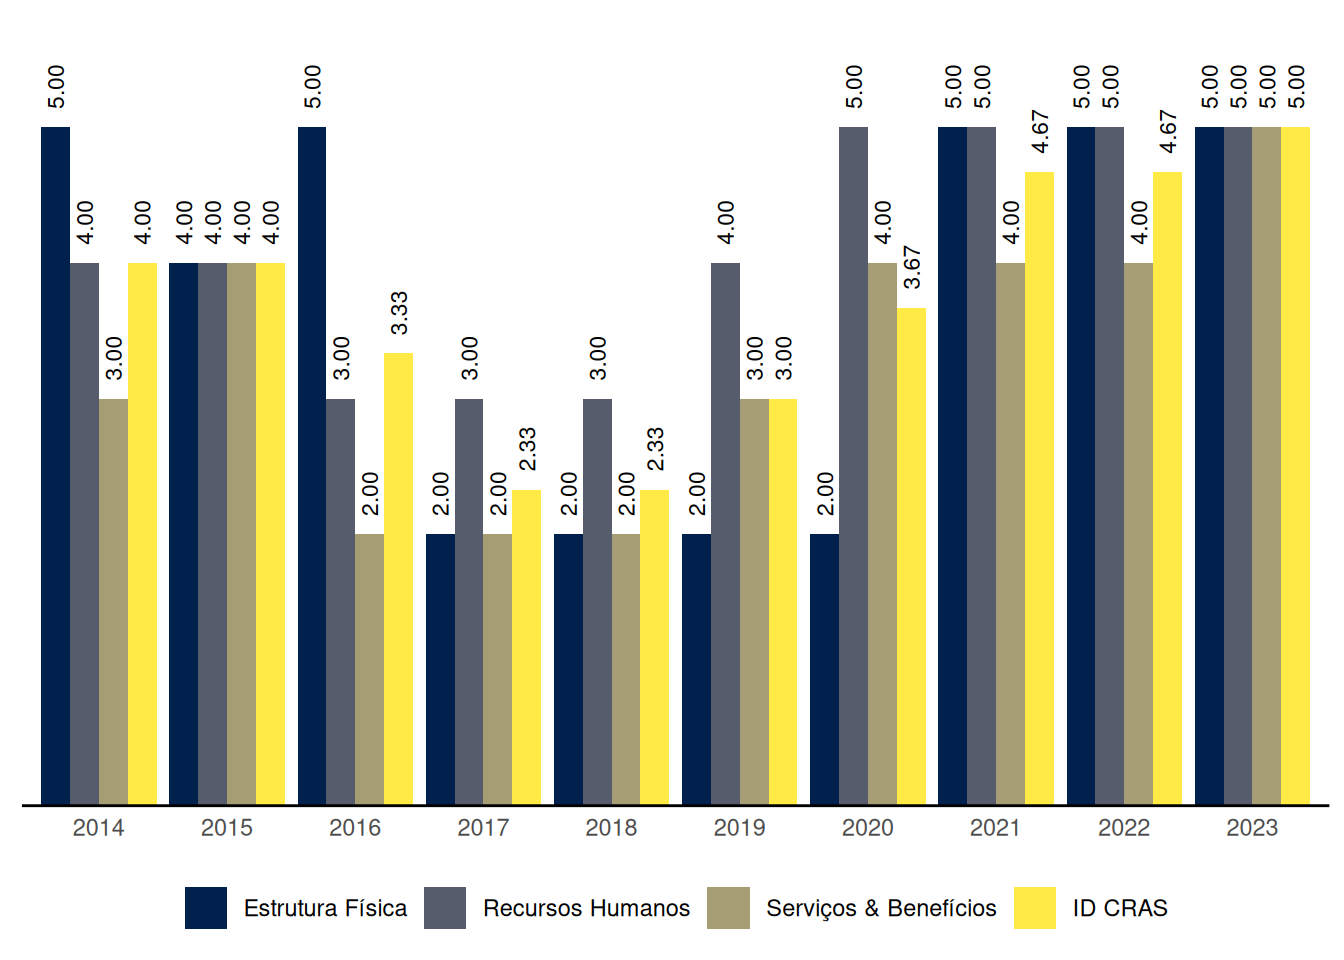 5.00 4.00 3.00 4.00
4.00 4.00 4.00 4.00
5.00 3.00 2.00 3.33
2.00 3.00 2.00 2.33
2.00 3.00 2.00 2.33
2.00 4.00 3.00 3.00
2.00 5.00 4.00 3.67
5.00 5.00 4.00 4.67
5.00 5.00 4.00 4.67
5.00 5.00 5.00 5.00
2014 2015 2016 2017 2018 2019 2020 2021 2022 2023
Estrutura Física Recursos Humanos Serviços & Benefícios ID CRAS